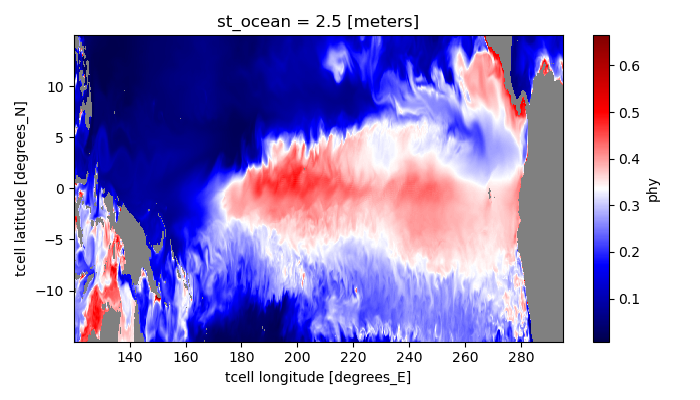 st_ocean = 2.5 [meters]
10
5
0
−5
−10
tcell latitude [degrees_N]
140 160 180 200 220 240 260 280
tcell longitude [degrees_E]
0.6
0.5
0.4
0.3
0.2
0.1
phy